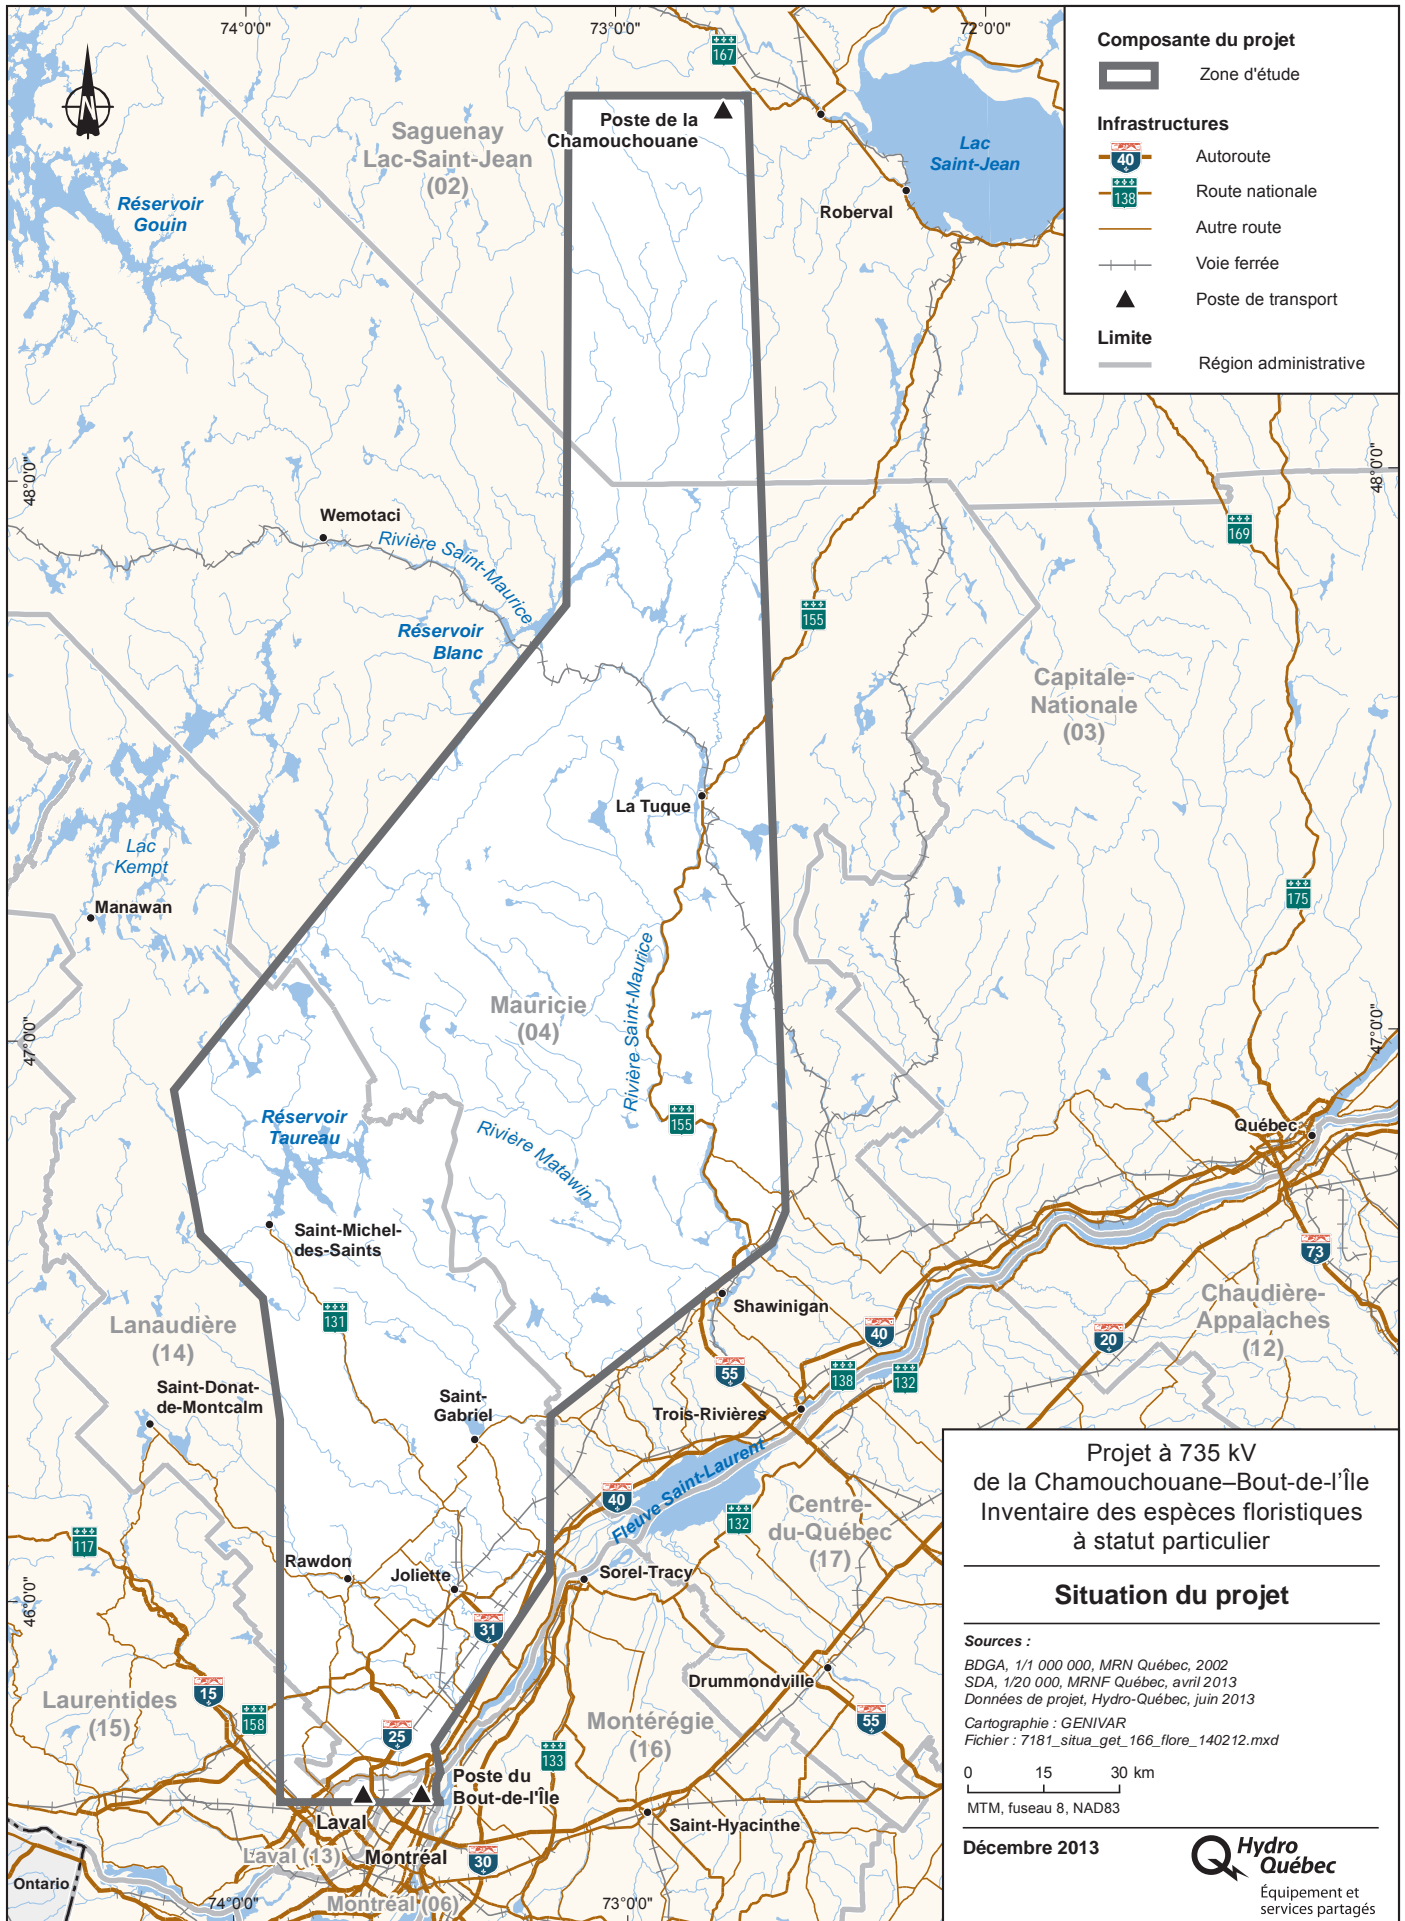 74°0'0"
73°0'0"
72°0'0"
167
Composante du projet
Zone d'étude
Infrastructures
40
Autoroute
138
Route nationale
Autre route
Voie ferrée
Poste de transport
Limite
Région administrative
N
Saguenay
Lac-Saint-Jean
(02)
Poste de la
Chamouchouane
Lac
Saint-Jean
Roberval
Réservoir
Gouin
48°0'0"
48°0'0"
Wemotaci
Rivière Saint-Maurice
169
155
Réservoir
Blanc
Capitale-
Nationale
(03)
La Tuque
Lac
Kempt
Manawan
175
Rivière Saint-Maurice
Mauricie
(04)
47°0'0"
47°0'0"
Réservoir
Taureau
155
Rivière Matawin
Québec
Saint-Michel-
des-Saints
73
Shawinigan
131
Lanaudière
(14)
40
20
Chaudière-
Appalaches
(12)
55
138
132
Saint-Donat-
de-Montcalm
Saint-
Gabriel
Trois-Rivières
Fleuve Saint-Laurent
40
132
Centre-
du-Québec
(17)
117
Rawdon
Joliette
Sorel-Tracy
46°0'0"
31
Drummondville
15
Laurentides
(15)
158
25
Montérégie
(16)
55
133
Poste du
Bout-de-l'Île
Laval
Saint-Hyacinthe
Laval (13)
Montréal
30
Ontario
74°0'0"
Montréal (06)
73°0'0"
Projet à 735 kV
de la Chamouchouane–Bout-de-l'Île
Inventaire des espèces floristiques
à statut particulier
Situation du projet
Sources :
BDGA, 1/1 000 000, MRN Québec, 2002
SDA, 1/20 000, MRNF Québec, avril 2013
Données de projet, Hydro-Québec, juin 2013
Cartographie : GENIVAR
Fichier : 7181_situa_get_166_flore_140212.mxd
0 15 30 km
MTM, fuseau 8, NAD83
Décembre 2013
Hydro
Québec
Équipement et
services partagés